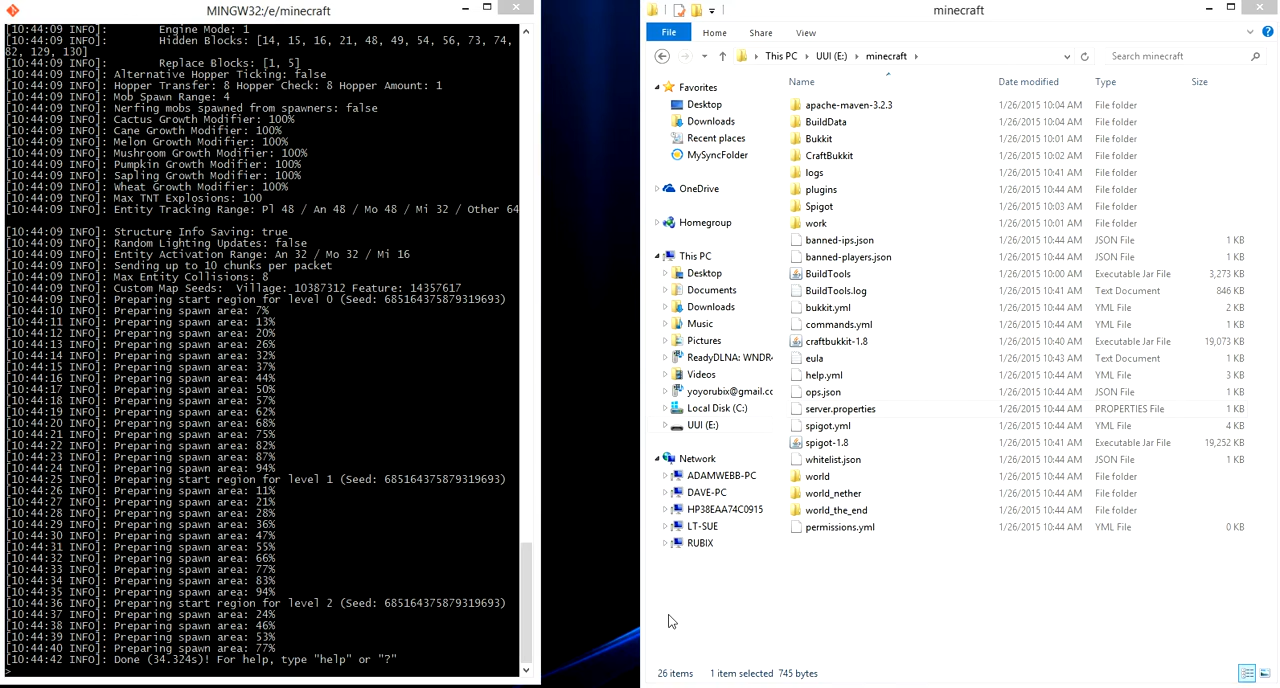 MINGW32:/e/minecraft
[10:44:09 INFO]: Engine Mode: 1
[10:44:09 INFO]: Hidden Blocks: [14, 15, 16, 21, 48, 49, 54, 56, 73, 74,
82, 129, 130]
[10:44:09 INFO]: Replace Blocks: [1, 5]
[10:44:09 INFO]: Alternative Hopper Ticking: false
[10:44:09 INFO]: Hopper Transfer: 8 Hopper Check: 8 Hopper Amount: 1
[10:44:09 INFO]: Mob Spawn Range: 4
[10:44:09 INFO]: Nerfing mobs spawned from spawners: false
[10:44:09 INFO]: Cactus Growth Modifier: 100%
[10:44:09 INFO]: Cane Growth Modifier: 100%
[10:44:09 INFO]: Melon Growth Modifier: 100%
[10:44:09 INFO]: Mushroom Growth Modifier: 100%
[10:44:09 INFO]: Pumpkin Growth Modifier: 100%
[10:44:09 INFO]: Sapling Growth Modifier: 100%
[10:44:09 INFO]: Wheat Growth Modifier: 100%
[10:44:09 INFO]: Max TNT Explosions: 100
[10:44:09 INFO]: Entity Tracking Range: Pl 48 / An 48 / Mo 48 / Mi 32 / Other 64
[10:44:09 INFO]: Structure Info Saving: true
[10:44:09 INFO]: Random Lighting Updates: false
[10:44:09 INFO]: Entity Activation Range: An 32 / Mo 32 / Mi 16
[10:44:09 INFO]: Sending up to 10 chunks per packet
[10:44:09 INFO]: Max Entity Collisions: 8
[10:44:09 INFO]: Custom Map Seeds: Village: 10387312 Feature: 14357617
[10:44:09 INFO]: Preparing start region for level 0 (Seed: 685164375879319693)
[10:44:10 INFO]: Preparing spawn area: 7%
[10:44:11 INFO]: Preparing spawn area: 13%
[10:44:12 INFO]: Preparing spawn area: 20%
[10:44:13 INFO]: Preparing spawn area: 26%
[10:44:14 INFO]: Preparing spawn area: 32%
[10:44:15 INFO]: Preparing spawn area: 37%
[10:44:16 INFO]: Preparing spawn area: 44%
[10:44:17 INFO]: Preparing spawn area: 50%
[10:44:18 INFO]: Preparing spawn area: 57%
[10:44:19 INFO]: Preparing spawn area: 62%
[10:44:20 INFO]: Preparing spawn area: 68%
[10:44:21 INFO]: Preparing spawn area: 75%
[10:44:22 INFO]: Preparing spawn area: 82%
[10:44:23 INFO]: Preparing spawn area: 87%
[10:44:24 INFO]: Preparing spawn area: 94%
[10:44:25 INFO]: Preparing start region for level 1 (Seed: 685164375879319693)
[10:44:26 INFO]: Preparing spawn area: 11%
[10:44:27 INFO]: Preparing spawn area: 21%
[10:44:28 INFO]: Preparing spawn area: 28%
[10:44:29 INFO]: Preparing spawn area: 36%
[10:44:30 INFO]: Preparing spawn area: 47%
[10:44:31 INFO]: Preparing spawn area: 55%
[10:44:32 INFO]: Preparing spawn area: 66%
[10:44:33 INFO]: Preparing spawn area: 77%
[10:44:34 INFO]: Preparing spawn area: 83%
[10:44:35 INFO]: Preparing spawn area: 94%
[10:44:36 INFO]: Preparing start region for level 2 (Seed: 685164375879319693)
[10:44:37 INFO]: Preparing spawn area: 24%
[10:44:38 INFO]: Preparing spawn area: 46%
[10:44:39 INFO]: Preparing spawn area: 53%
[10:44:40 INFO]: Preparing spawn area: 77%
[10:44:42 INFO]: Done (34.324s)! For help, type "help" or "?"
>
minecraft
File Home Share View
This PC UUI (E:) minecraft
Search minecraft
Favorites
Desktop
Downloads
Recent places
MySyncFolder
OneDrive
Homegroup
This PC
Desktop
Documents
Downloads
Music
Pictures
ReadyDLNA: WNDR
Videos
yoyorubix@gmail.cc
Local Disk (C:)
UUI (E:)
Network
ADAMWEBB-PC
DAVE-PC
HP38EAA74C0915
LT-SUE
RUBIX
Name Date modified Type Size
apache-maven-3.2.3 1/26/2015 10:04 AM File folder
BuildData 1/26/2015 10:04 AM File folder
Bukkit 1/26/2015 10:01 AM File folder
CraftBukkit 1/26/2015 10:02 AM File folder
logs 1/26/2015 10:41 AM File folder
plugins 1/26/2015 10:44 AM File folder
Spigot 1/26/2015 10:03 AM File folder
work 1/26/2015 10:01 AM File folder
banned-ips.json 1/26/2015 10:44 AM JSON File 1 KB
banned-players.json 1/26/2015 10:44 AM JSON File 1 KB
BuildTools 1/26/2015 10:00 AM Executable Jar File 3,273 KB
BuildTools.log 1/26/2015 10:41 AM Text Document 846 KB
bukkit.yml 1/26/2015 10:44 AM YML File 2 KB
commands.yml 1/26/2015 10:44 AM YML File 1 KB
craftbukkit-1.8 1/26/2015 10:40 AM Executable Jar File 19,073 KB
eula 1/26/2015 10:43 AM Text Document 1 KB
help.yml 1/26/2015 10:44 AM YML File 3 KB
ops.json 1/26/2015 10:44 AM JSON File 1 KB
server.properties 1/26/2015 10:44 AM PROPERTIES File 1 KB
spigot.yml 1/26/2015 10:44 AM YML File 4 KB
spigot-1.8 1/26/2015 10:41 AM Executable Jar File 19,252 KB
whitelist.json 1/26/2015 10:44 AM JSON File 1 KB
world 1/26/2015 10:44 AM File folder
world_nether 1/26/2015 10:44 AM File folder
world_the_end 1/26/2015 10:44 AM File folder
permissions.yml 1/26/2015 10:44 AM YML File 0 KB
26 items 1 item selected 745 bytes